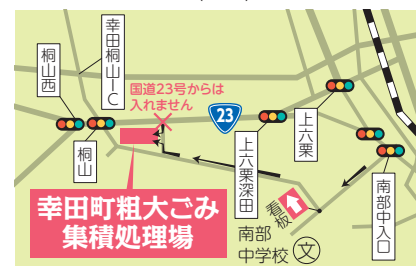 桐山西
幸田桐山IC
国道23号からは
入れません
23
上六栗
桐山
上六栗深田
南部中入口
看板
幸田町粗大ごみ
集積処理場
南部
中学校
文